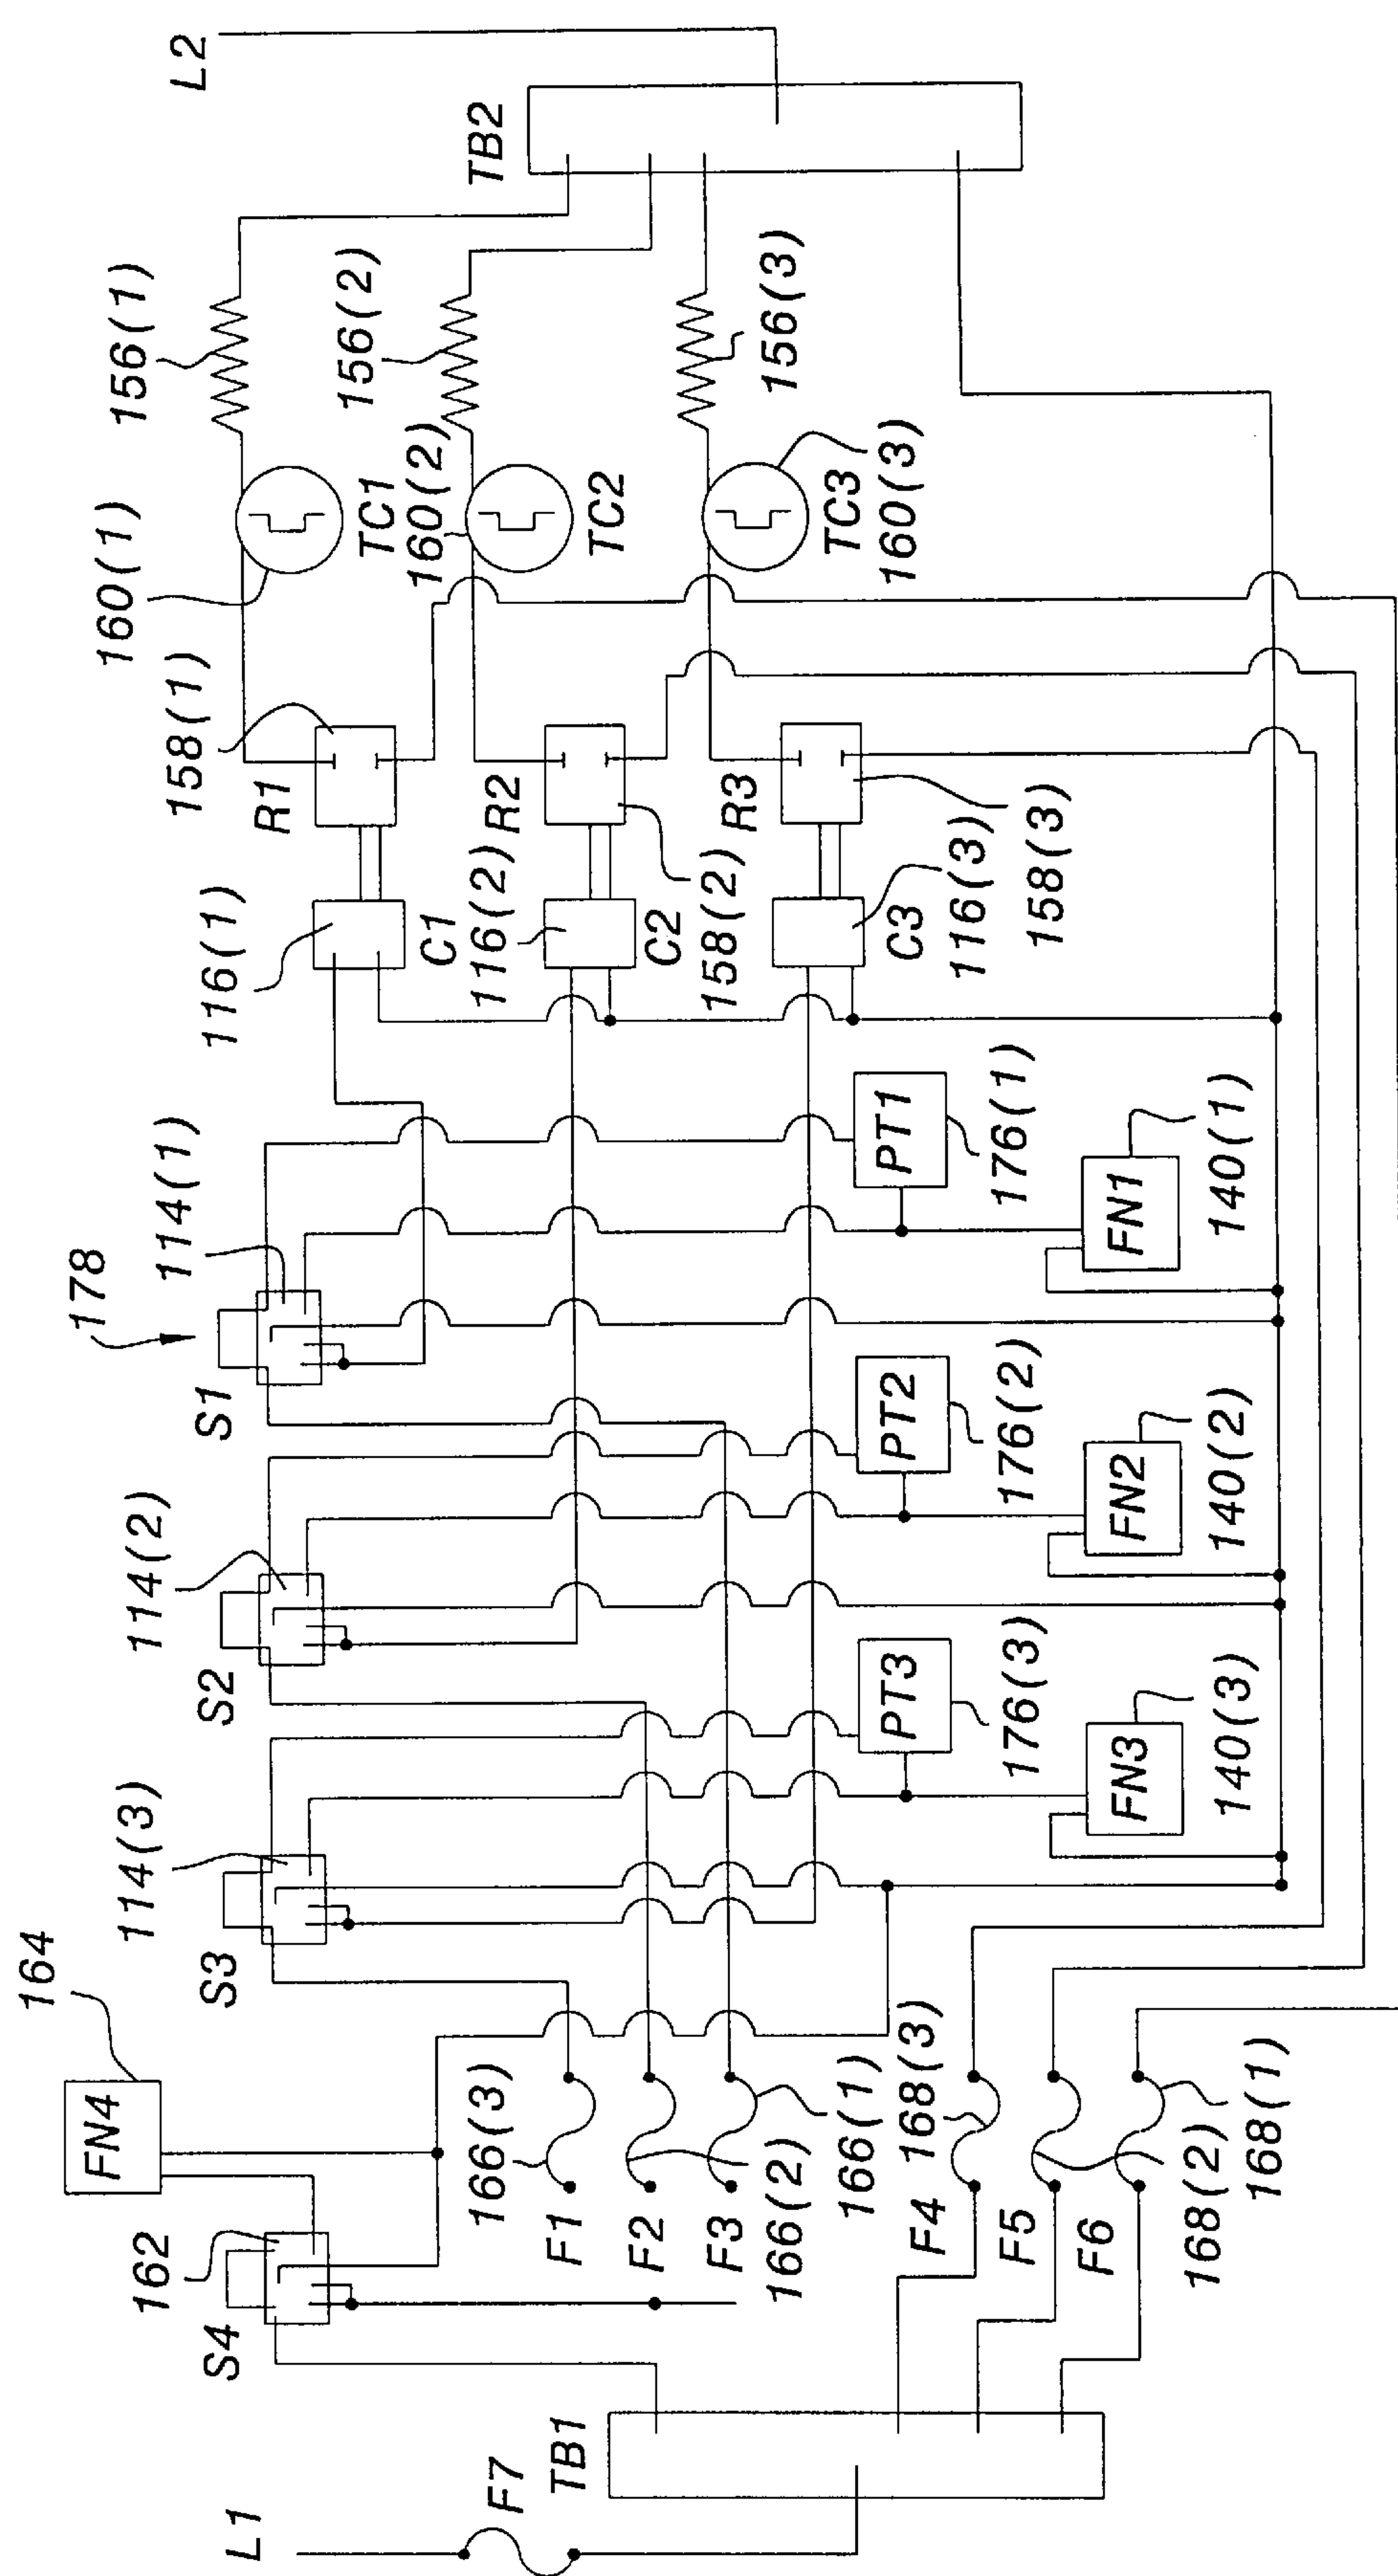 L1
F7
TB1
S4
162
FN4
164
F1
166(3)
F2
F3
166(2)
166(1)
F4
168(3)
F5
F6
168(2)
168(1)
S3
114(3)
S2
114(2)
S1
114(1)
178
PT3
176(3)
FN3
140(3)
PT2
176(2)
FN2
140(2)
PT1
176(1)
FN1
140(1)
116(1)
C1
116(2)
C2
158(2)
C3
116(3)
158(3)
158(1)
R1
R2
R3
160(1)
TC1
160(2)
TC2
TC3
160(3)
156(1)
156(2)
156(3)
TB2
L2